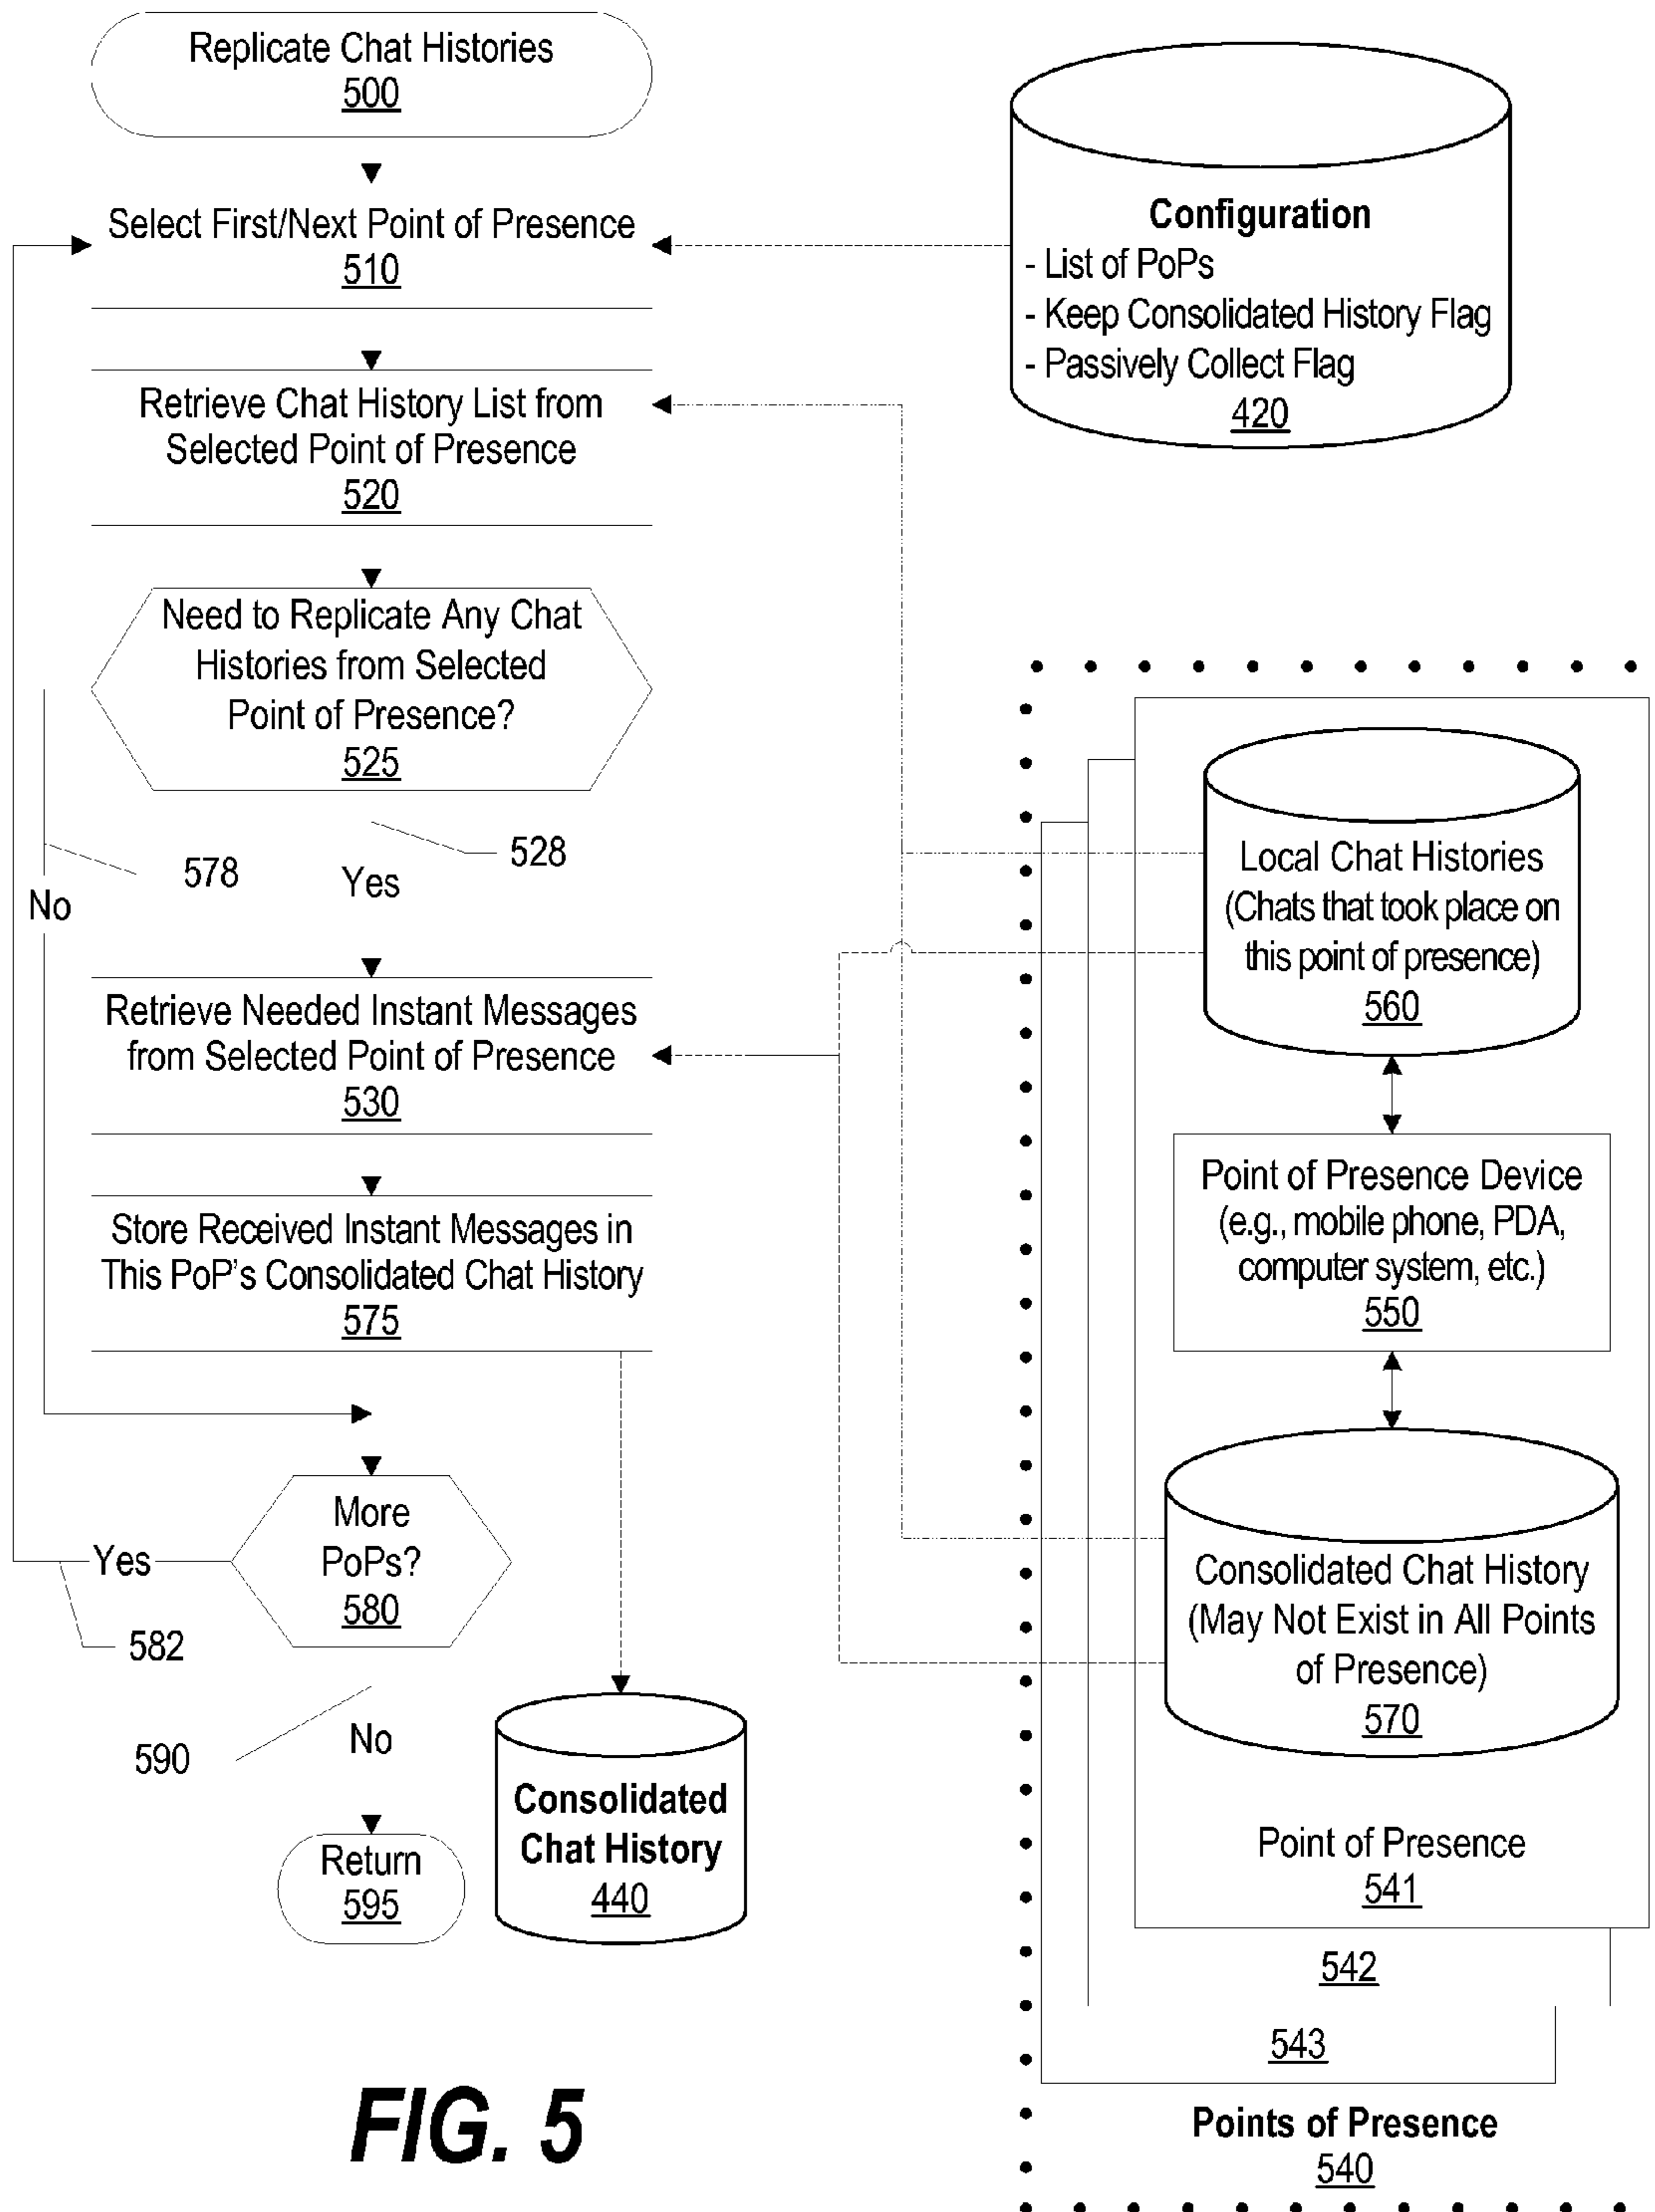 Replicate Chat Histories
500
Select First/Next Point of Presence
510
Retrieve Chat History List from
Selected Point of Presence
520
Need to Replicate Any Chat
Histories from Selected
Point of Presence?
525
528
578
Yes
No
Retrieve Needed Instant Messages
from Selected Point of Presence
530
Store Received Instant Messages in
This PoP's Consolidated Chat History
575
More
PoPs?
580
Yes
582
590
No
Return
595
Consolidated
Chat History
440
Configuration
- List of PoPs
- Keep Consolidated History Flag
- Passively Collect Flag
420
Local Chat Histories
(Chats that took place on
this point of presence)
560
Point of Presence Device
(e.g., mobile phone, PDA,
computer system, etc.)
550
Consolidated Chat History
(May Not Exist in All Points
of Presence)
570
Point of Presence
541
542
543
Points of Presence
540
FIG. 5